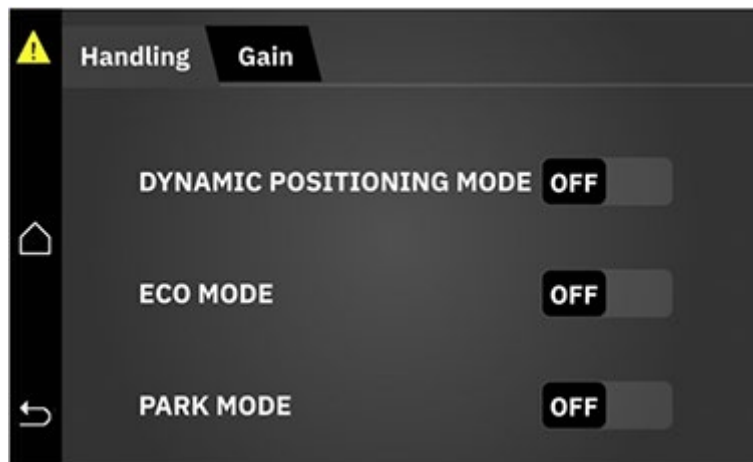 Handling Gain
DYNAMIC POSITIONING MODE OFF
ECO MODE OFF
PARK MODE OFF